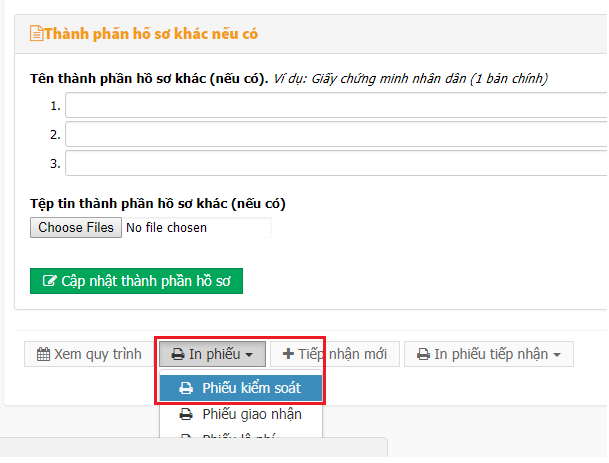 Thành phần hồ sơ khác nếu có
Tên thành phần hồ sơ khác (nếu có). Ví dụ: Giấy chứng minh nhân dân (1 bản chính)
1.
2.
3.
Tệp tin thành phần hồ sơ khác (nếu có)
Choose Files No file chosen
Cập nhật thành phần hồ sơ
Xem quy trình In phiếu Tiếp nhận mới In phiếu tiếp nhận
Phiếu kiểm soát
Phiếu giao nhận
Phiếu lệ phí